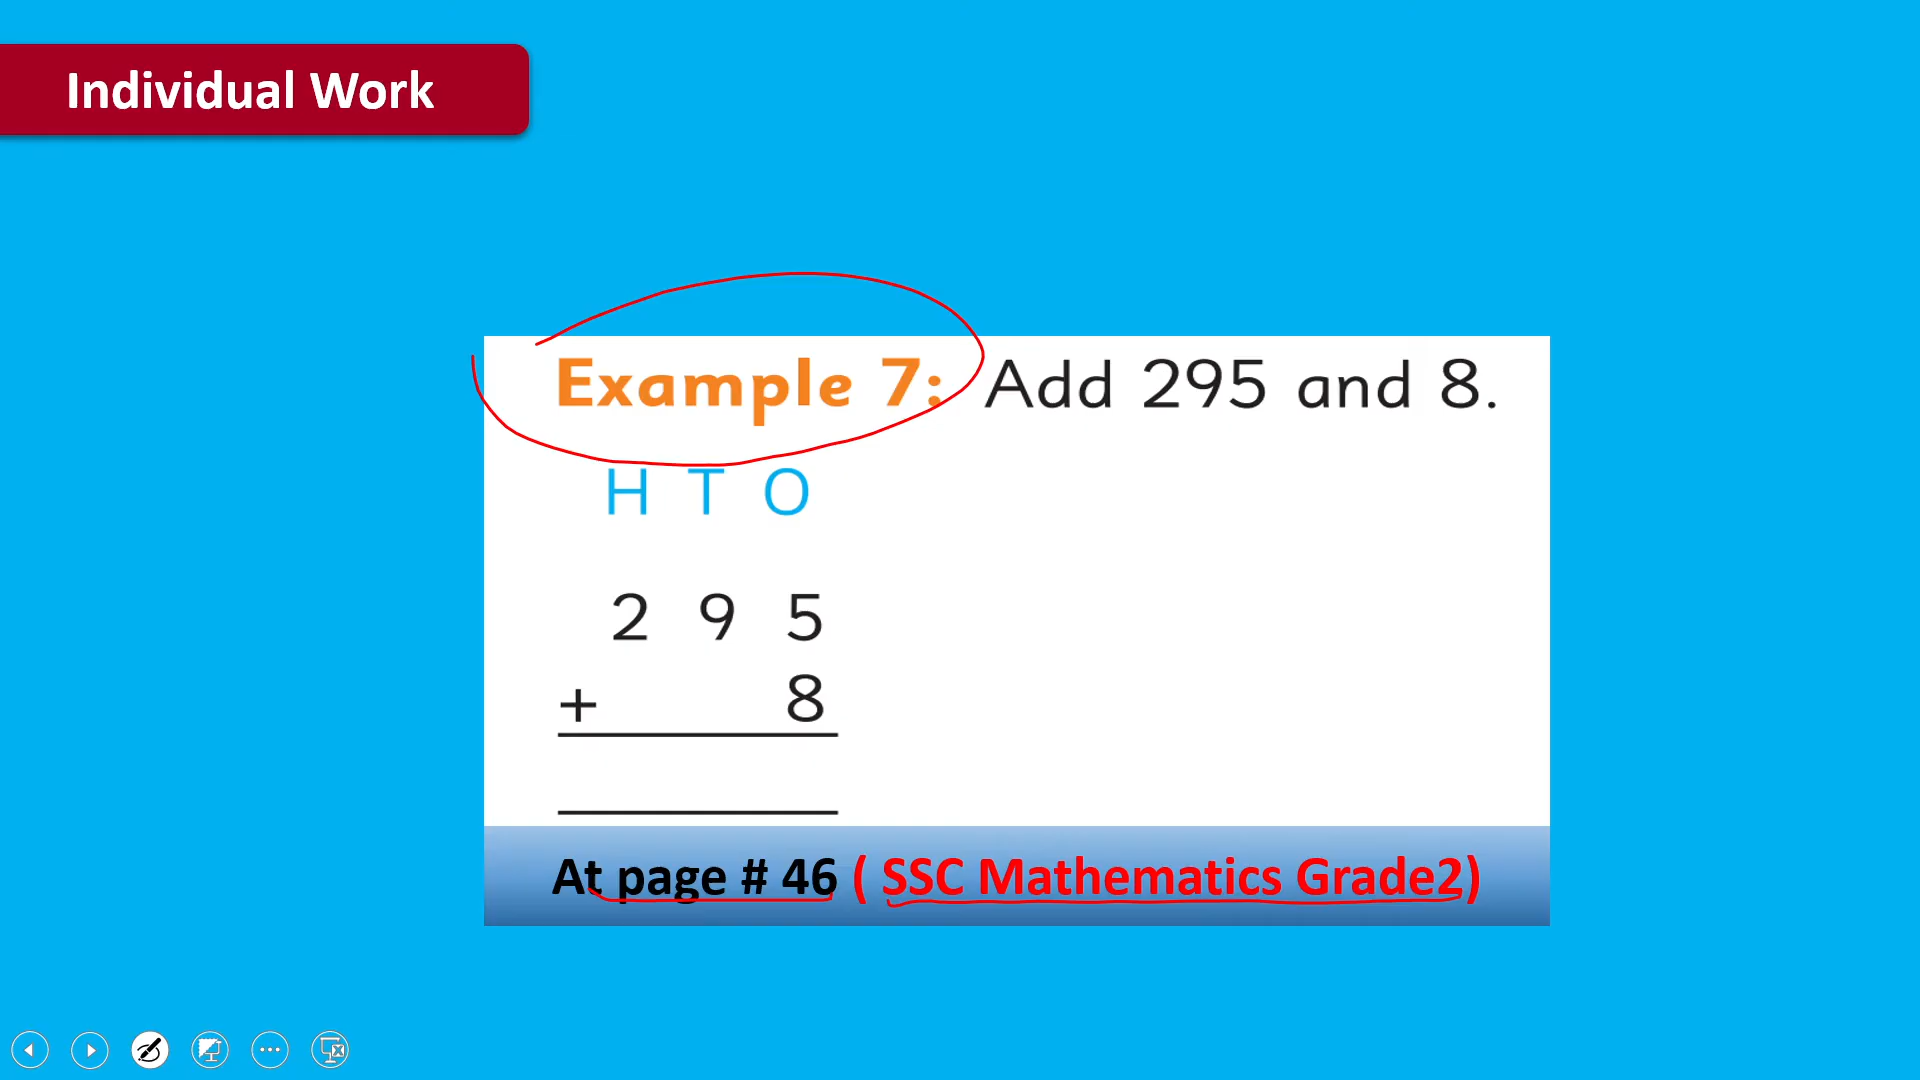 Individual Work
Example 7: Add 295 and 8.
H T O
2 9 5
+ 8
At page # 46 ( SSC Mathematics Grade2)